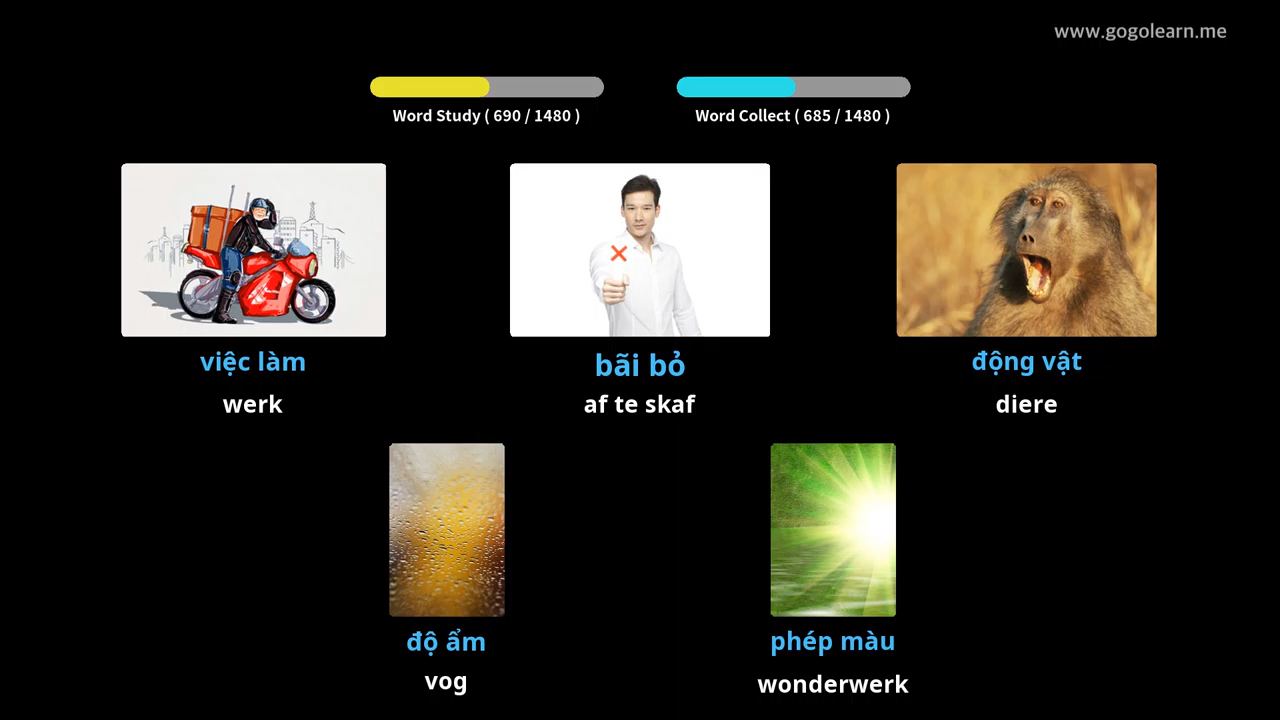 www.gogolearn.me
Word Study ( 690 / 1480 )
Word Collect ( 685 / 1480 )
việc làm
werk
bãi bỏ
af te skaf
động vật
diere
độ ẩm
vog
phép màu
wonderwerk